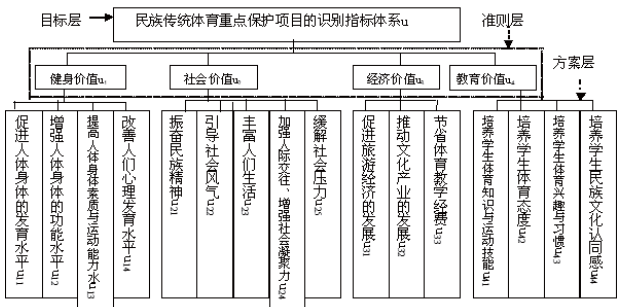 目标层
民族传统体育重点保护项目的识别指标体系u
准则层
方案层
健身价值u₁
社会价值u₂
经济价值u₃
教育价值u₄
促进人体身体的发育水平u11
增强人体身体的功能水平u12
提高人体身体素质与运动能力水u13
改善人们心理发育水平u14
振奋民族精神u21
引导社会风气u22
丰富人们生活u23
加强人际交往、增强社会凝聚力u24
缓解社会压力u25
促进旅游经济的发展u31
推动文化产业的发展u32
节省体育教学经费u33
培养学生体育知识与运动技能u41
培养学生体育态度u42
培养学生体育兴趣与习惯u43
培养学生民族文化认同感u44